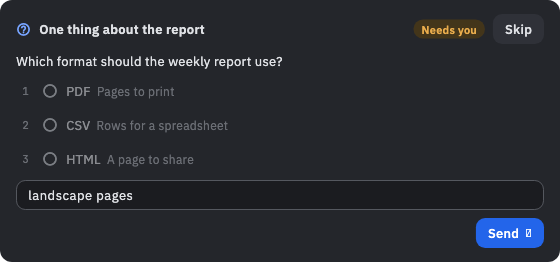 One thing about the report
Needs you
Skip
Which format should the weekly report use?
1 PDF Pages to print
2 CSV Rows for a spreadsheet
3 HTML A page to share
landscape pages
Send